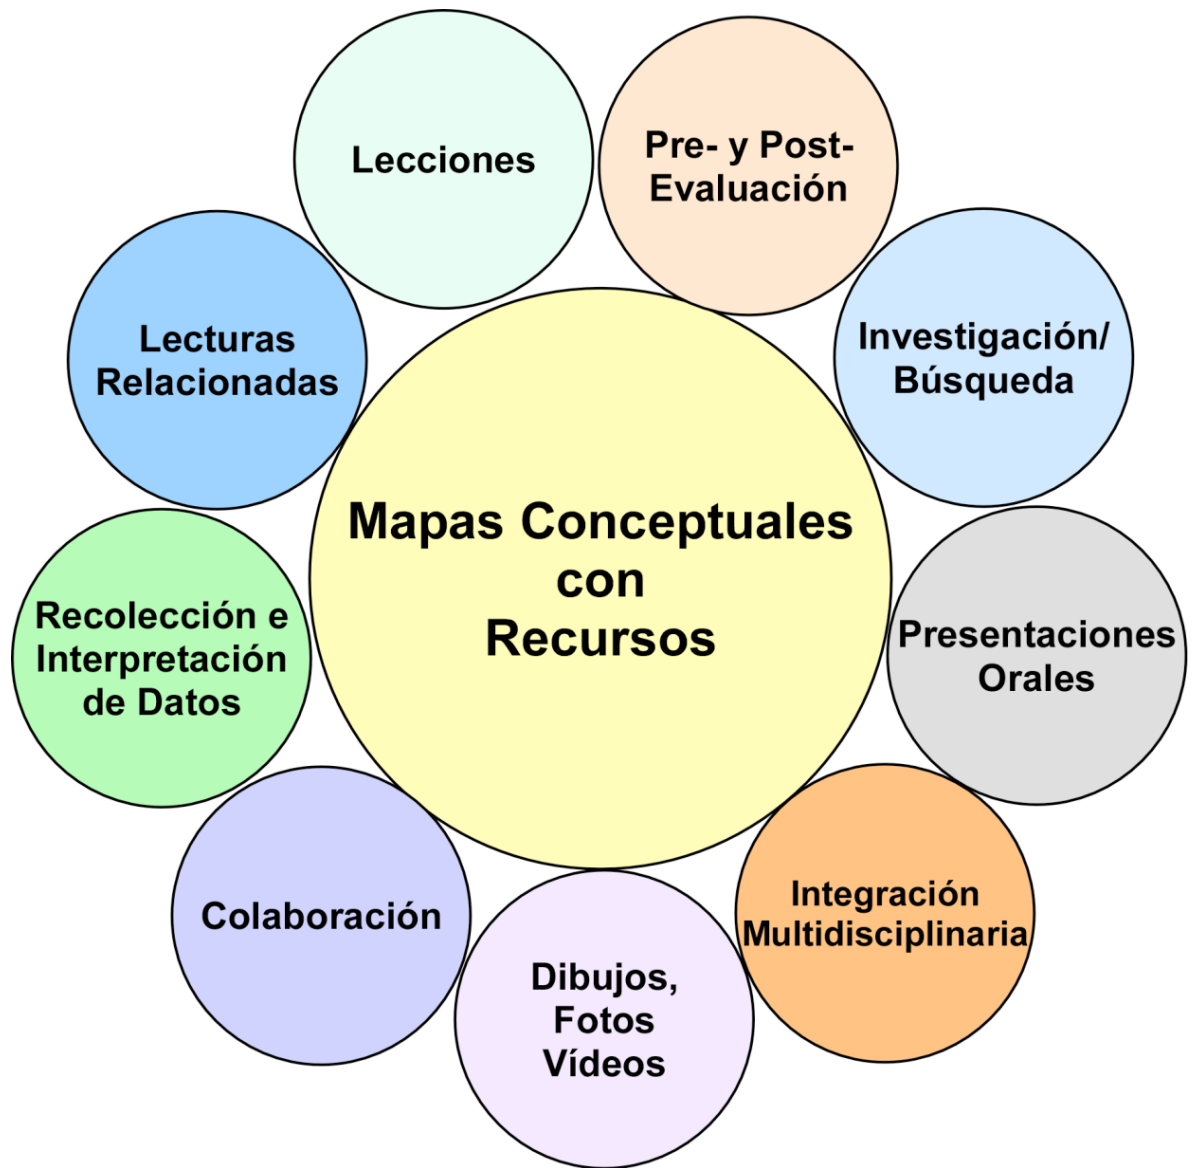 Lecciones
Pre- y Post-
Evaluación
Lecturas
Relacionadas
Investigación/
Búsqueda
Mapas Conceptuales
con
Recursos
Recolección e
Interpretación
de Datos
Presentaciones
Orales
Colaboración
Integración
Multidisciplinaria
Dibujos,
Fotos
Vídeos